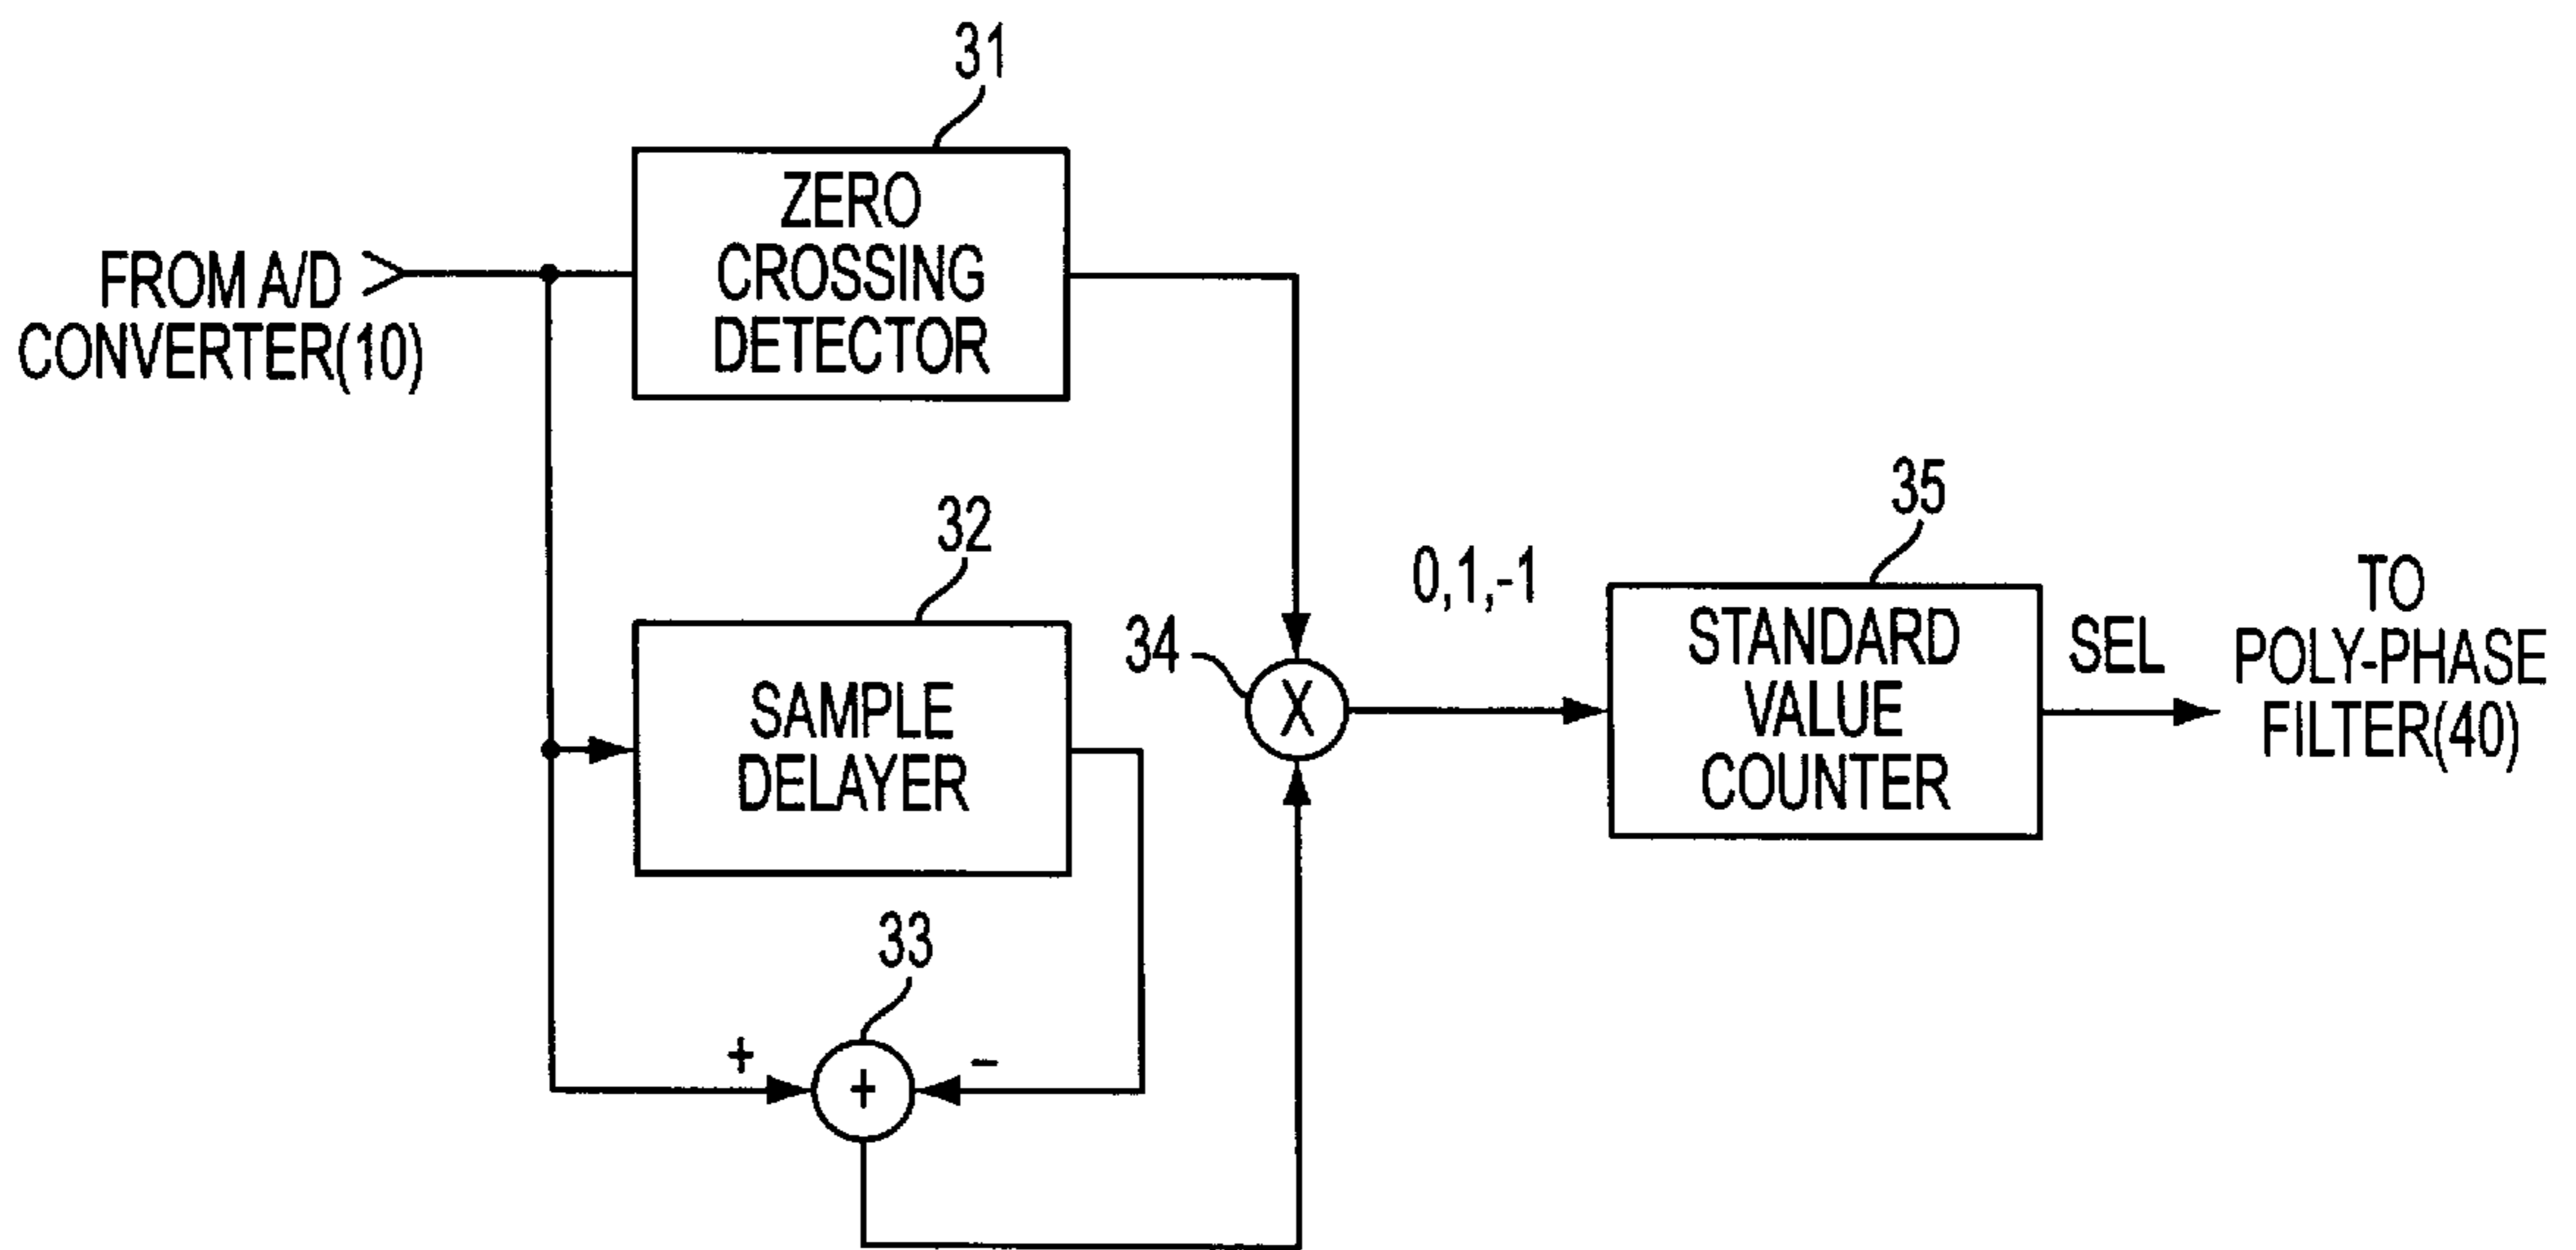 31
ZERO
CROSSING
DETECTOR
FROM A/D
CONVERTER(10)
32
SAMPLE
DELAYER
33
+
+
−
34
X
0,1,-1
35
STANDARD
VALUE
COUNTER
SEL
TO
POLY-PHASE
FILTER(40)